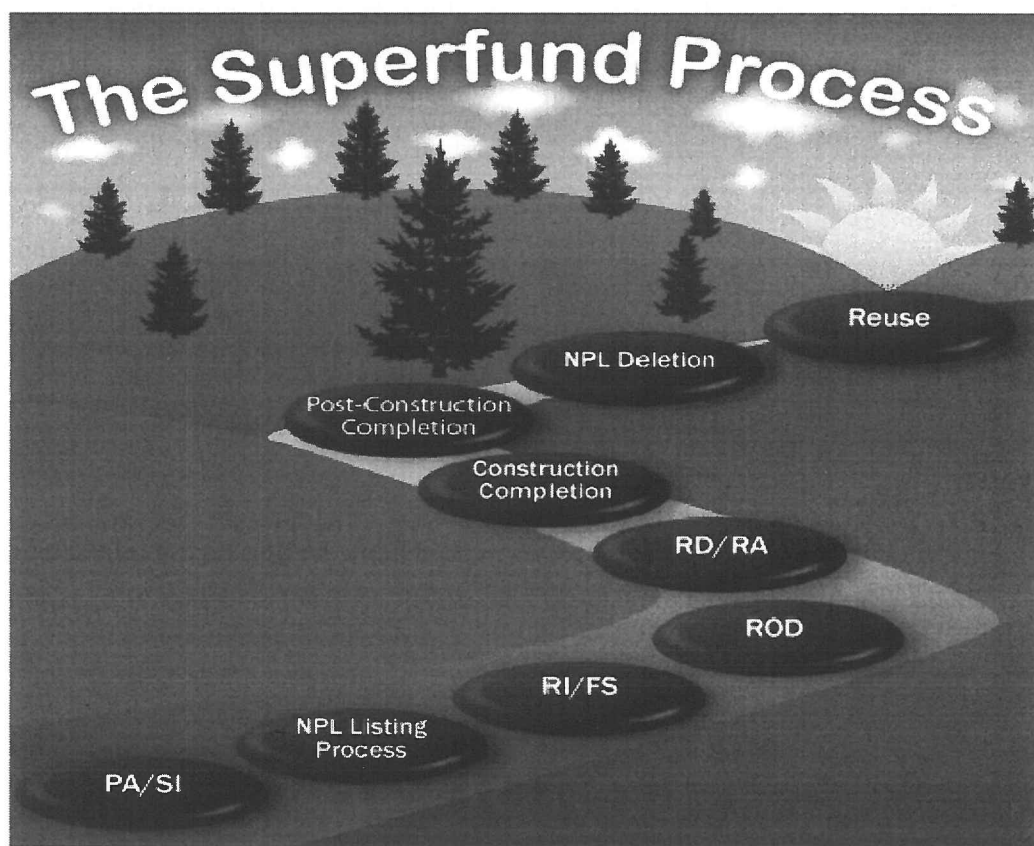 The Superfund Process
Reuse
NPL Deletion
Post-Construction
Completion
Construction
Completion
RD/RA
ROD
RI/FS
NPL Listing
Process
PA/SI